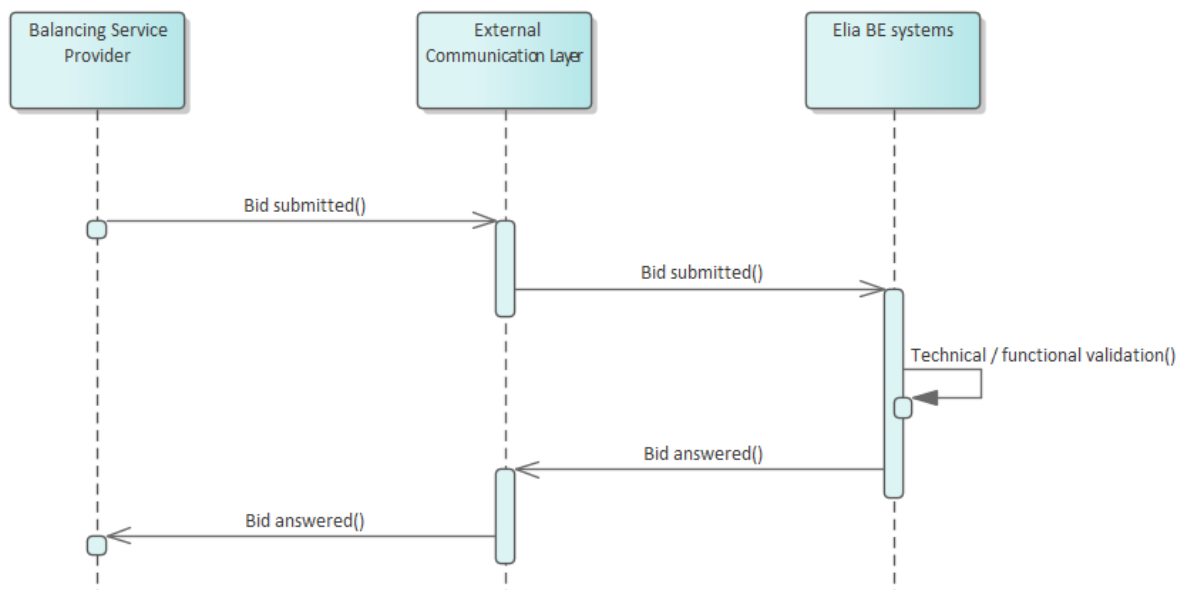 Balancing Service
Provider
External
Communication Layer
Elia BE systems
Bid submitted()
Bid submitted()
Technical / functional validation()
Bid answered()
Bid answered()